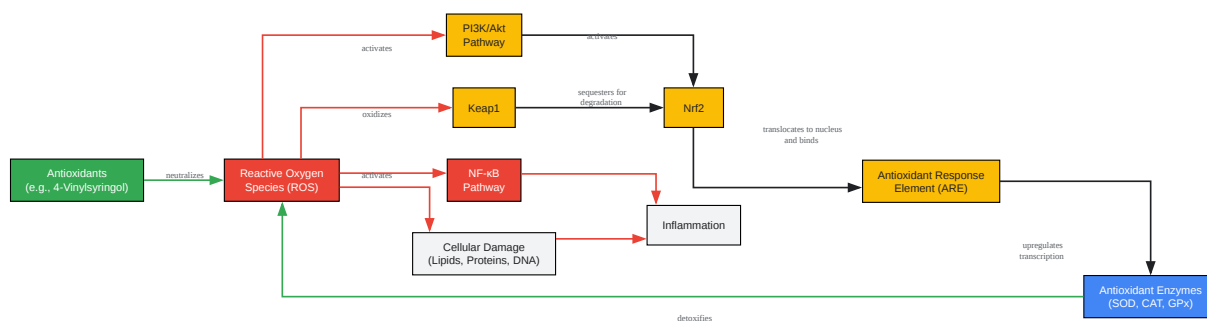 PI3K/Akt
Pathway
activates
activates
Keap1
oxidizes
sequesters for
degradation
Nrf2
translocates to nucleus
and binds
Antioxidants
(e.g., 4-Vinylsyringol)
neutralizes
Reactive Oxygen
Species (ROS)
activates
NF-κB
Pathway
Antioxidant Response
Element (ARE)
Inflammation
Cellular Damage
(Lipids, Proteins, DNA)
upregulates
transcription
Antioxidant Enzymes
(SOD, CAT, GPx)
detoxifies